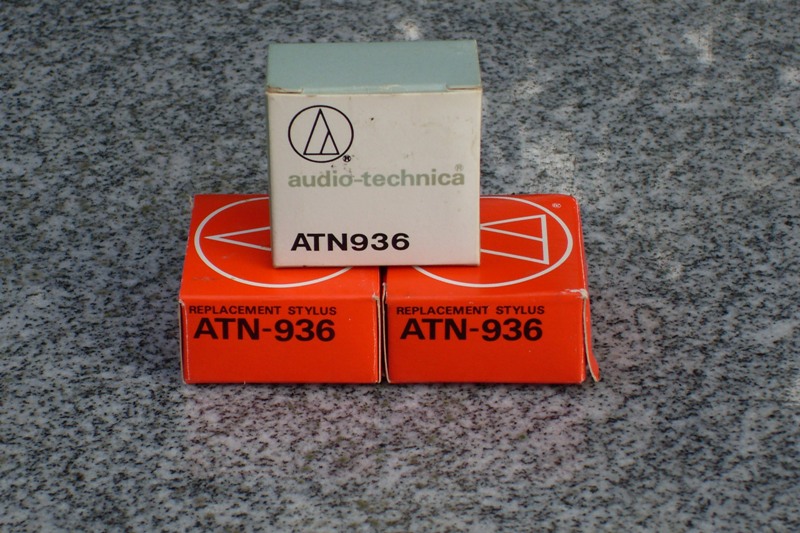 audio-technica®
ATN936
REPLACEMENT STYLUS
ATN-936
REPLACEMENT STYLUS
ATN-936